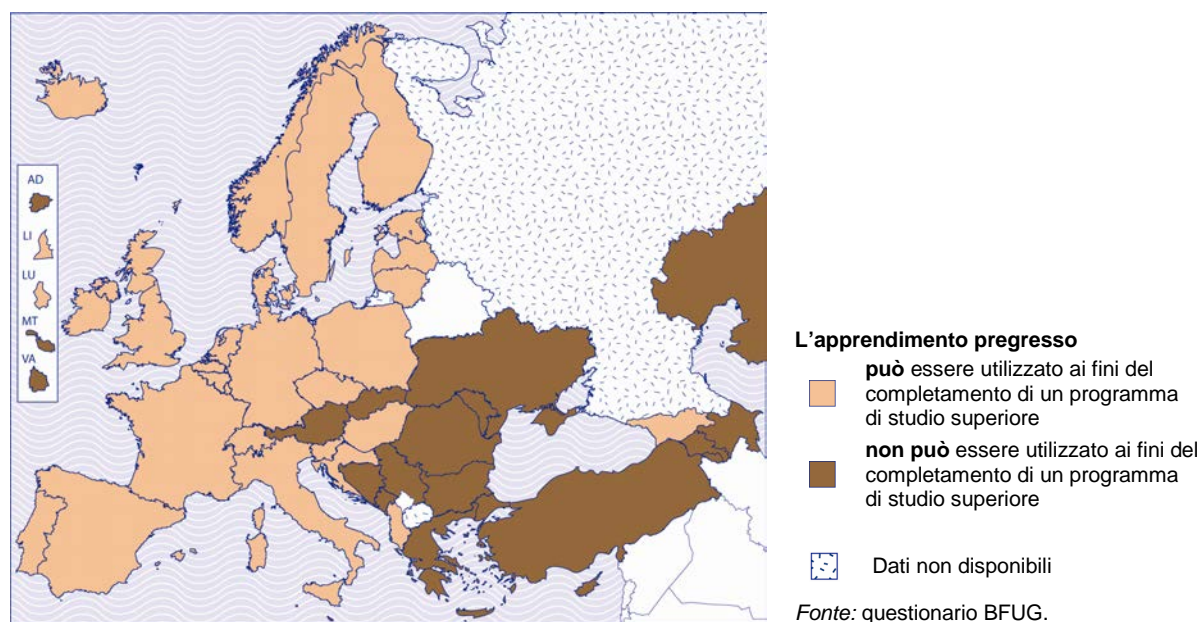 AD
LI
LU
MT
VA
L'apprendimento pregresso
può essere utilizzato ai fini del
completamento di un programma
di studio superiore
non può essere utilizzato ai fini del
completamento di un programma
di studio superiore
Dati non disponibili
Fonte: questionario BFUG.